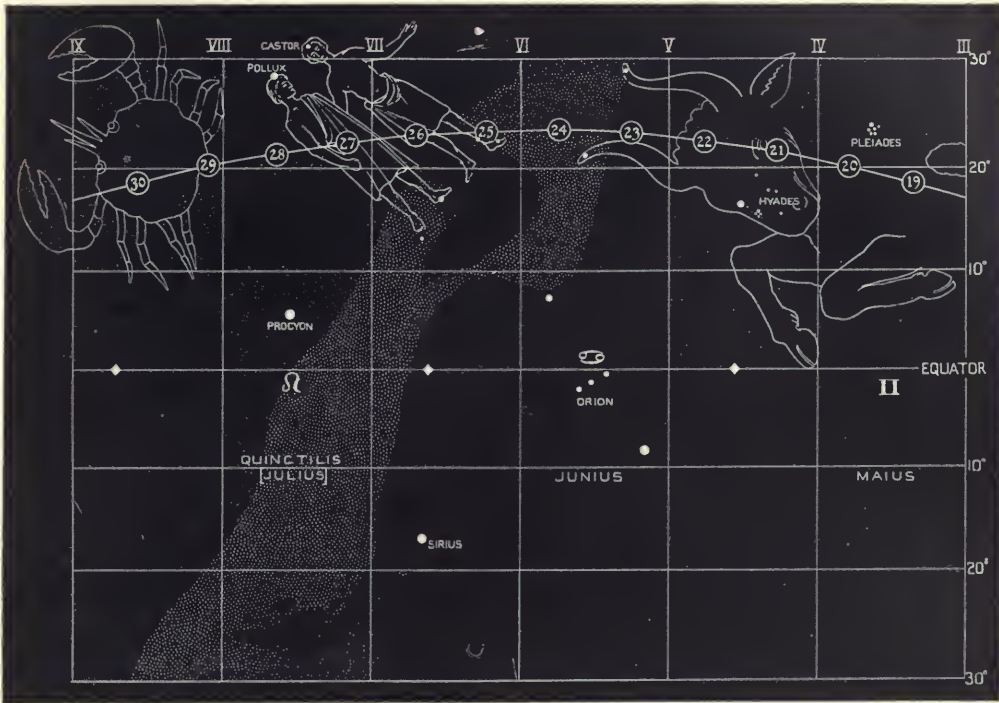 IX VIII VII VI V IV III
CASTOR
POLLUX
30°
PLEIADES
30 29 28 27 26 25 24 23 22 21 20 19
20°
HYADES
10°
PROCYON
♋
EQUATOR
♌
II
ORION
QUINCTILIS
[JULIUS]
JUNIUS
MAIUS
10°
SIRIUS
20°
30°